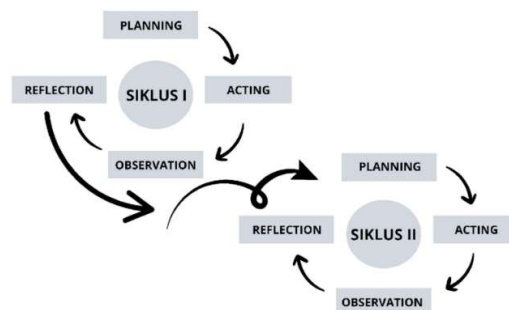 PLANNING
REFLECTION
SIKLUS I
ACTING
OBSERVATION
PLANNING
REFLECTION
SIKLUS II
ACTING
OBSERVATION